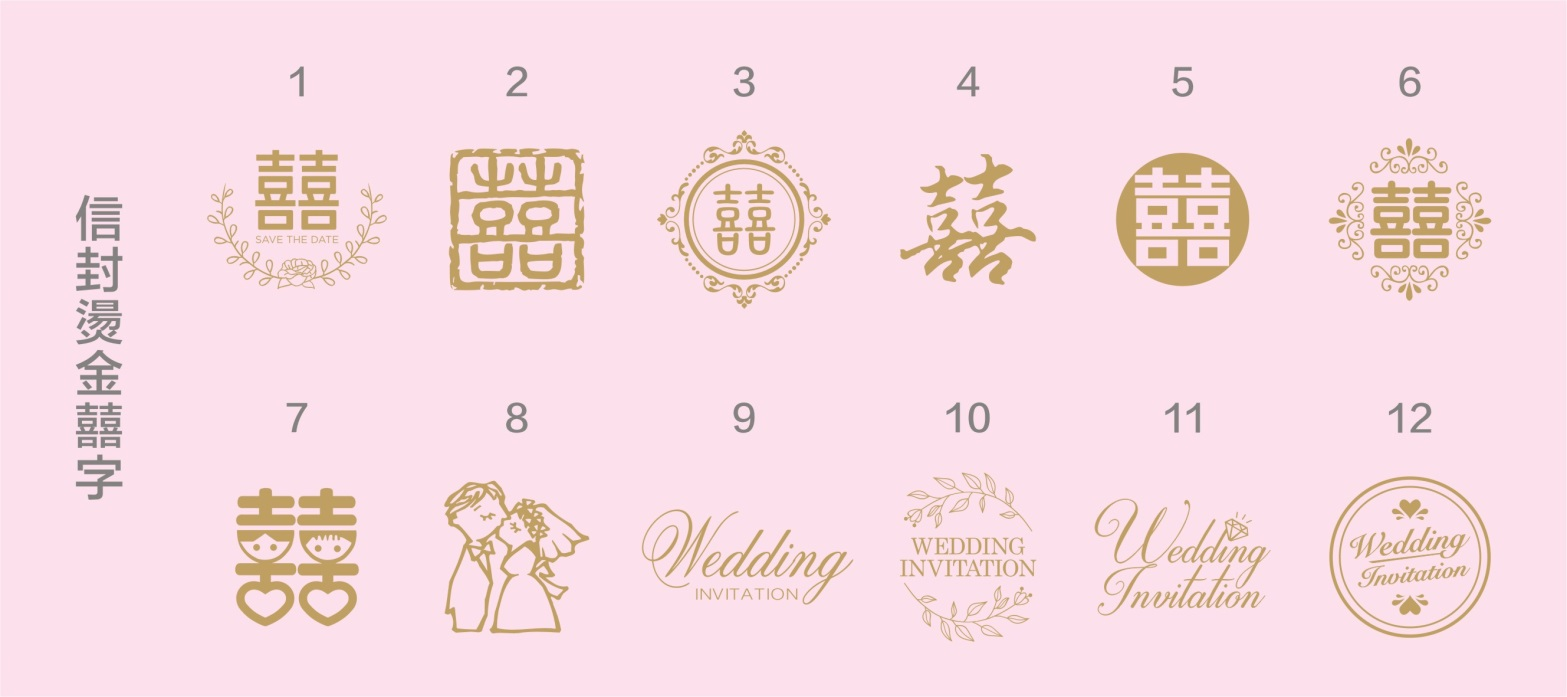 信封燙金囍字
1
2
3
4
5
6
囍
SAVE THE DATE
囍
囍
囍
囍
囍
7
8
9
10
11
12
囍
Wedding
INVITATION
WEDDING
INVITATION
Wedding
Invitation
Wedding
Invitation